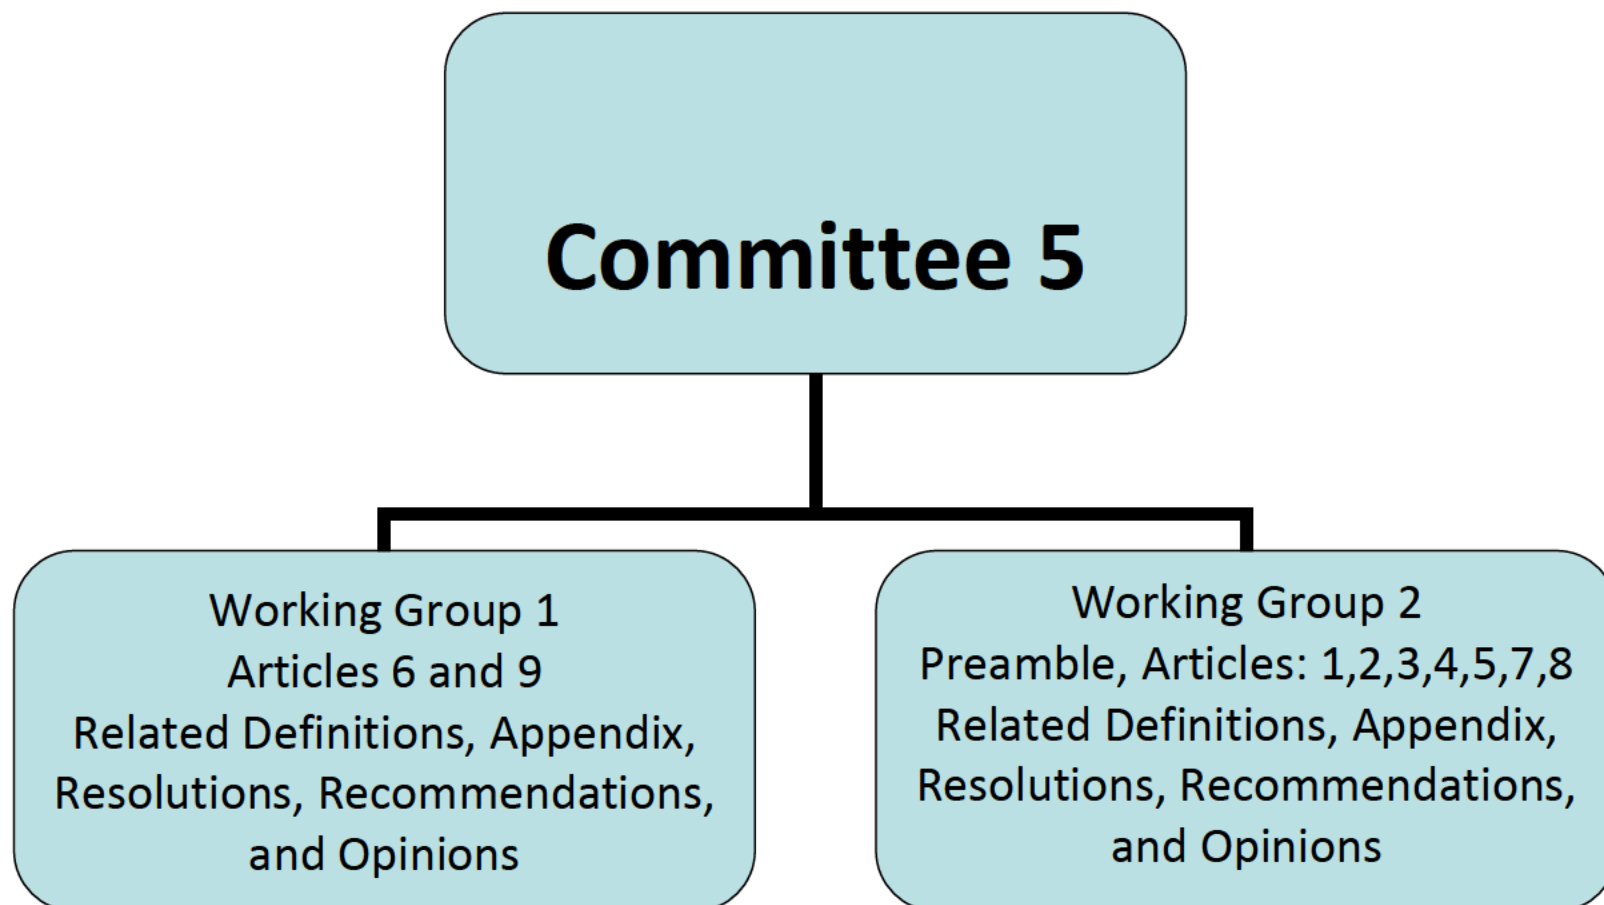 Committee 5
Working Group 1
Articles 6 and 9
Related Definitions, Appendix,
Resolutions, Recommendations,
and Opinions
Working Group 2
Preamble, Articles: 1,2,3,4,5,7,8
Related Definitions, Appendix,
Resolutions, Recommendations,
and Opinions